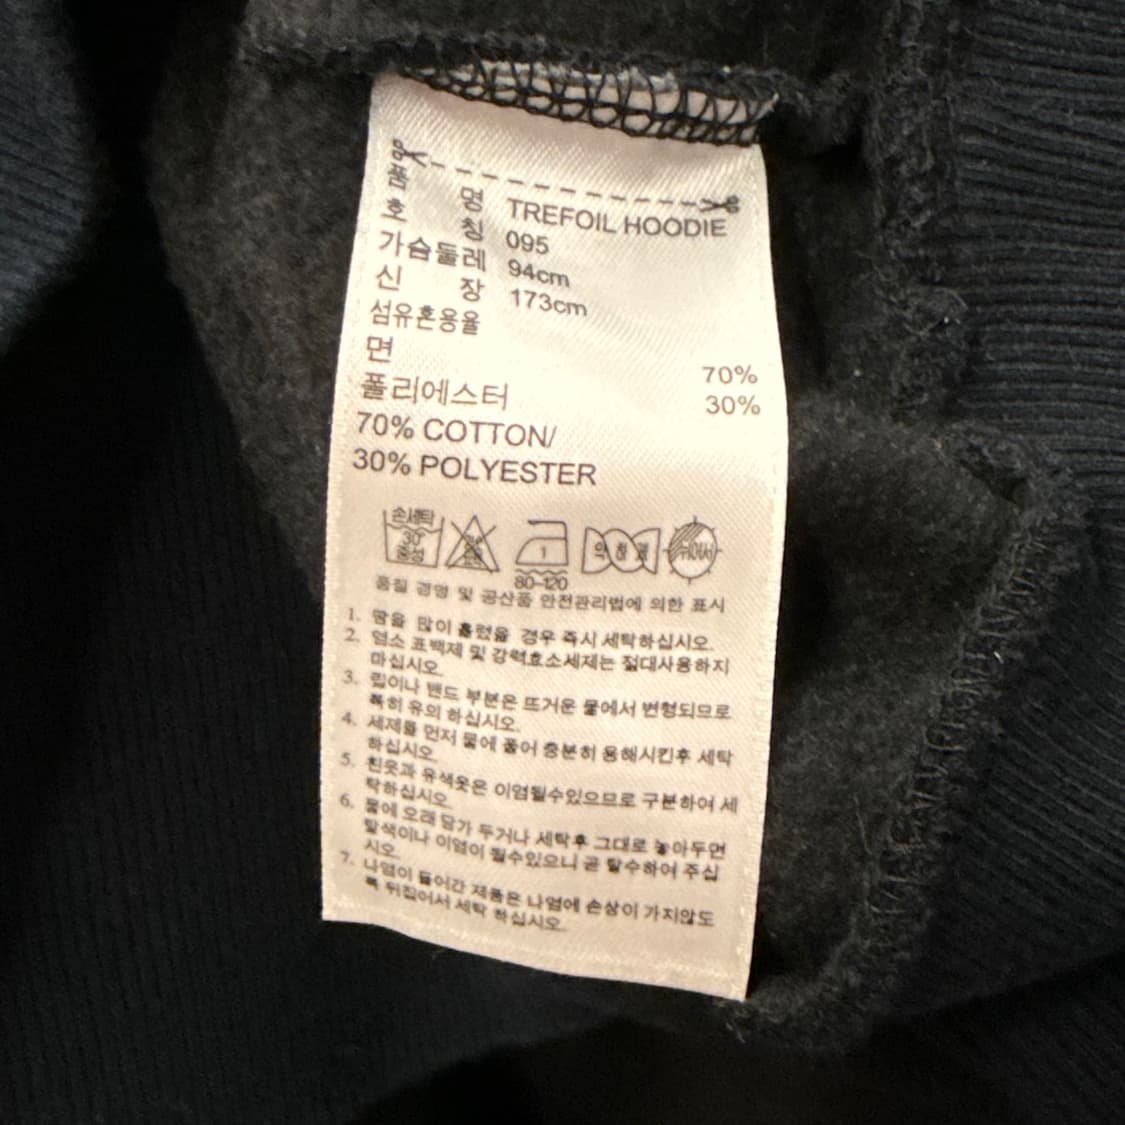 품 명 TREFOIL HOODIE
호 칭 095
가슴둘레 94cm
신 장 173cm
섬유혼용율
면 70%
폴리에스터 30%
70% COTTON/
30% POLYESTER
손세탁 30° 중성 1 80-120 약하게
품질 경영 및 공산품 안전관리법에 의한 표시
1. 땀을 많이 흘렸을 경우 즉시 세탁하십시오.
2. 염소 표백제 및 강력효소세제는 절대사용하지
마십시오.
3. 립이나 밴드 부분은 뜨거운 물에서 변형되므로
특히 유의 하십시오.
4. 세제를 먼저 물에 풀어 충분히 용해시킨후 세탁
하십시오.
5. 흰옷과 유색옷은 이염될수있으므로 구분하여 세
탁하십시오.
6. 물에 오래 담가 두거나 세탁후 그대로 놓아두면
탈색이나 이염이 될수있으니 곧 탈수하여 주십
시오.
7. 나염이 들어간 제품은 나염에 손상이 가지않도
록 뒤집어서 세탁 하십시오.